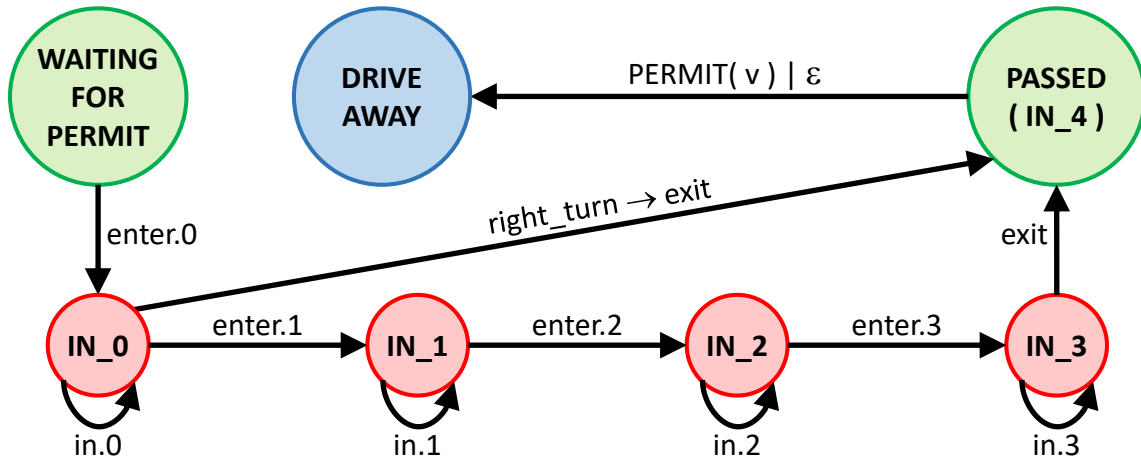 WAITING
FOR
PERMIT
DRIVE
AWAY
PERMIT( v ) | ε
PASSED
( IN_4 )
right_turn → exit
enter.0
exit
IN_0
enter.1
IN_1
enter.2
IN_2
enter.3
IN_3
in.0
in.1
in.2
in.3